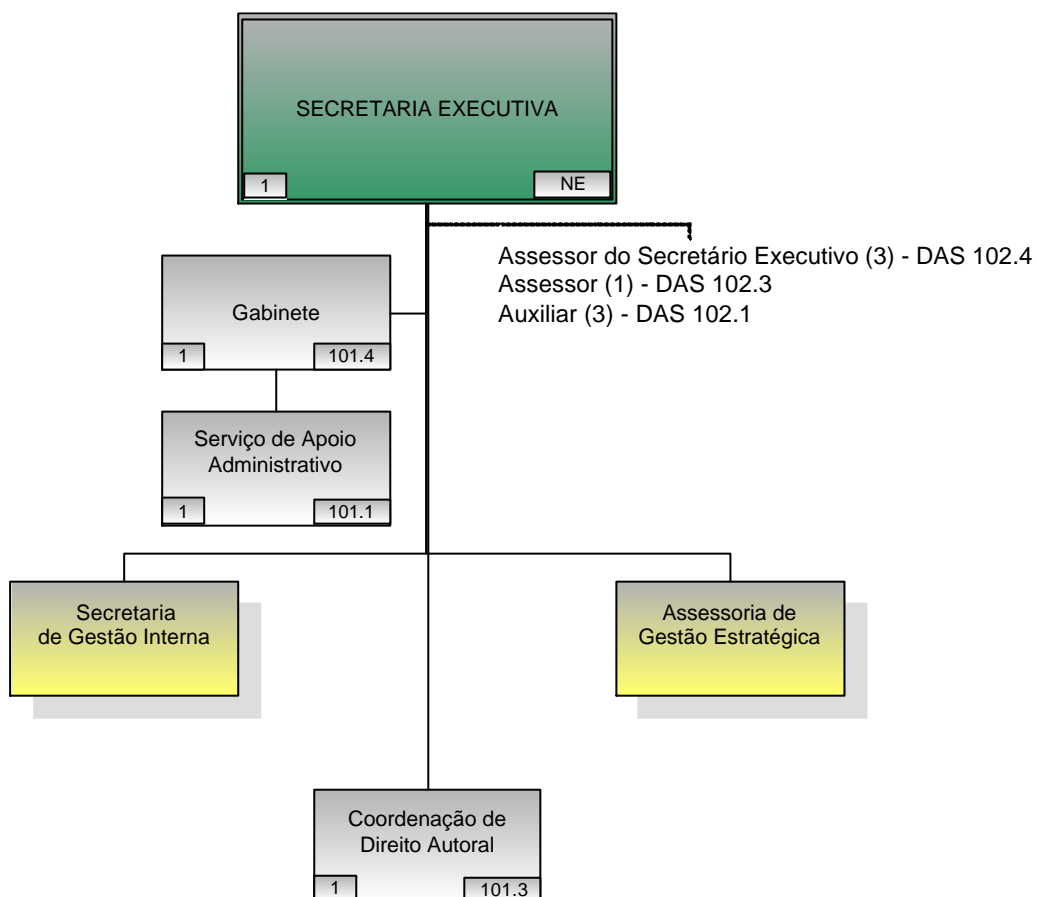 SECRETARIA EXECUTIVA
1
NE
Assessor do Secretário Executivo (3) - DAS 102.4
Assessor (1) - DAS 102.3
Auxiliar (3) - DAS 102.1
Gabinete
1
101.4
Serviço de Apoio
Administrativo
1
101.1
Secretaria
de Gestão Interna
Assessoria de
Gestão Estratégica
Coordenação de
Direito Autoral
1
101.3